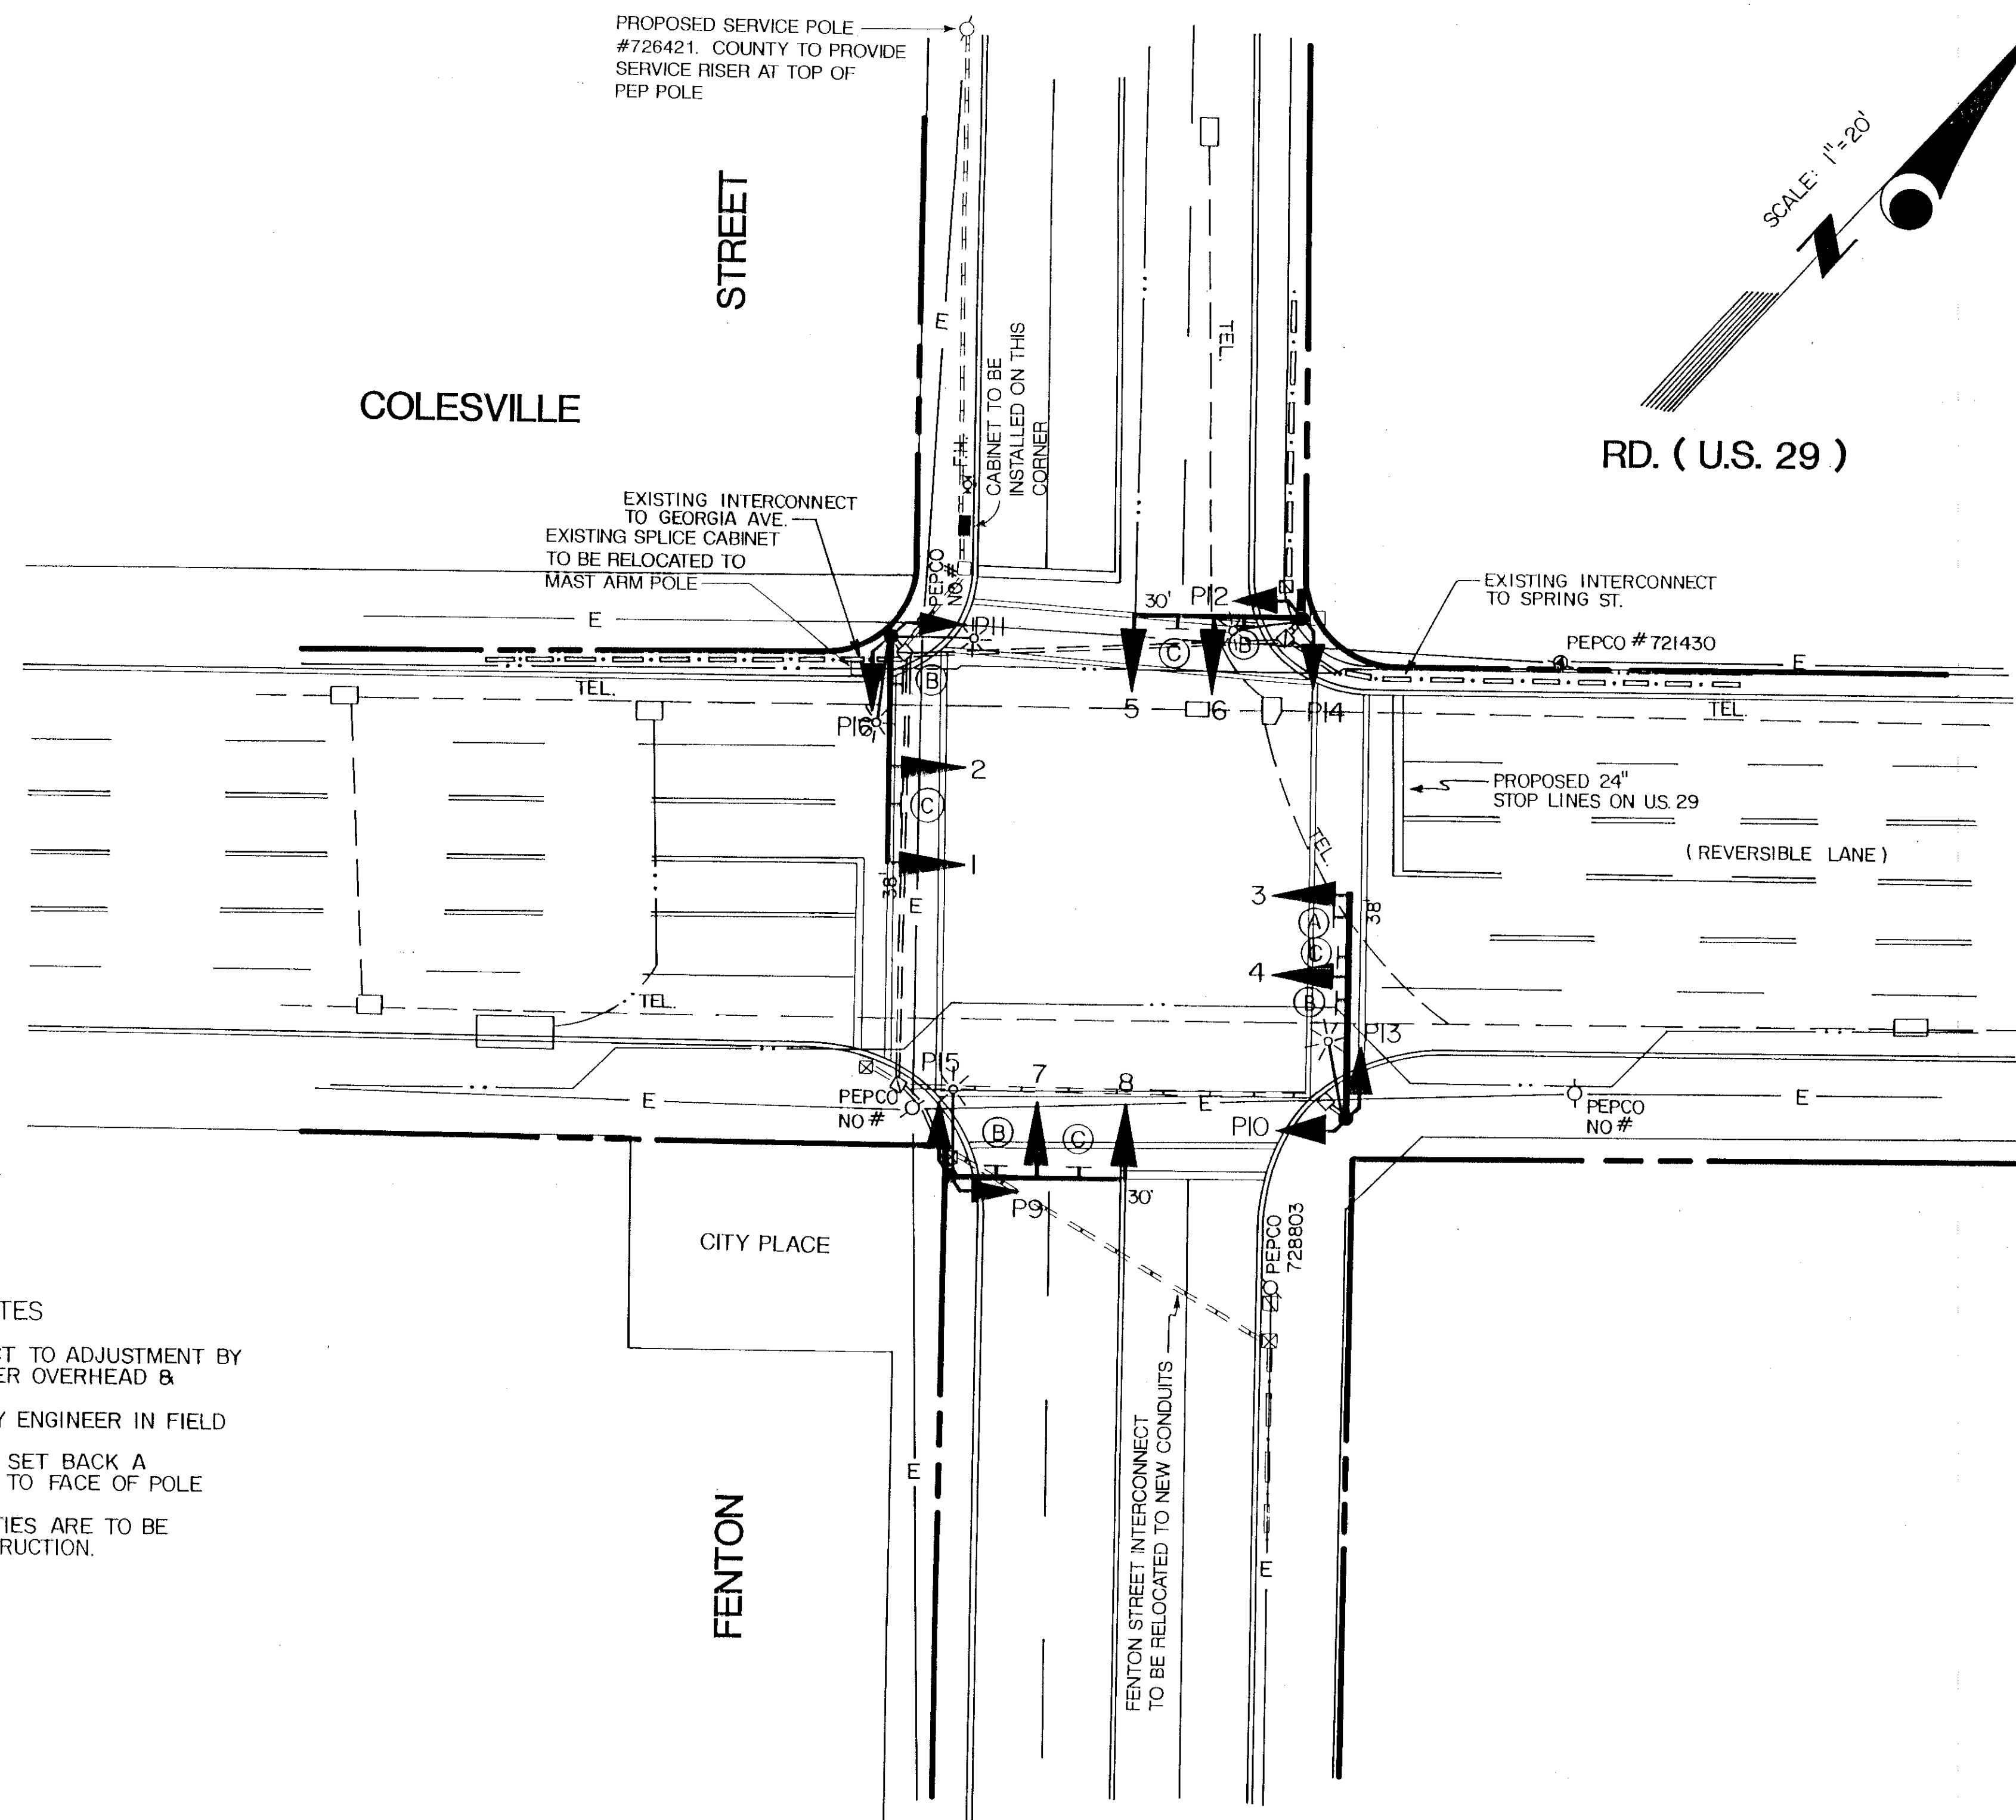 PROPOSED SERVICE POLE
#726421. COUNTY TO PROVIDE
SERVICE RISER AT TOP OF
PEP POLE
SCALE: 1"=20'
STREET
COLESVILLE
RD. ( U.S. 29 )
E
TEL.
CABINET TO BE
INSTALLED ON THIS
CORNER
F.H.
EXISTING INTERCONNECT
TO GEORGIA AVE.
EXISTING SPLICE CABINET
TO BE RELOCATED TO
MAST ARM POLE
PEPCO
NO #
EXISTING INTERCONNECT
TO SPRING ST.
30'
P12
E
P11
C
B
PEPCO # 721430
E
B
TEL.
P16
5
6
P14
TEL.
2
C
PROPOSED 24"
STOP LINES ON U.S. 29
TEL.
(REVERSIBLE LANE)
1
38'
E
3
A
38'
C
4
B
TEL.
P13
P15
7
8
E
PEPCO
NO #
E
P10
PEPCO
NO #
E
B
C
P9
30'
CITY PLACE
PEPCO
728803
TES
CT TO ADJUSTMENT BY
ER OVERHEAD &
Y ENGINEER IN FIELD
SET BACK A
TO FACE OF POLE
TIES ARE TO BE
RUCTION.
E
FENTON STREET INTERCONNECT
TO BE RELOCATED TO NEW CONDUITS
E
FENTON